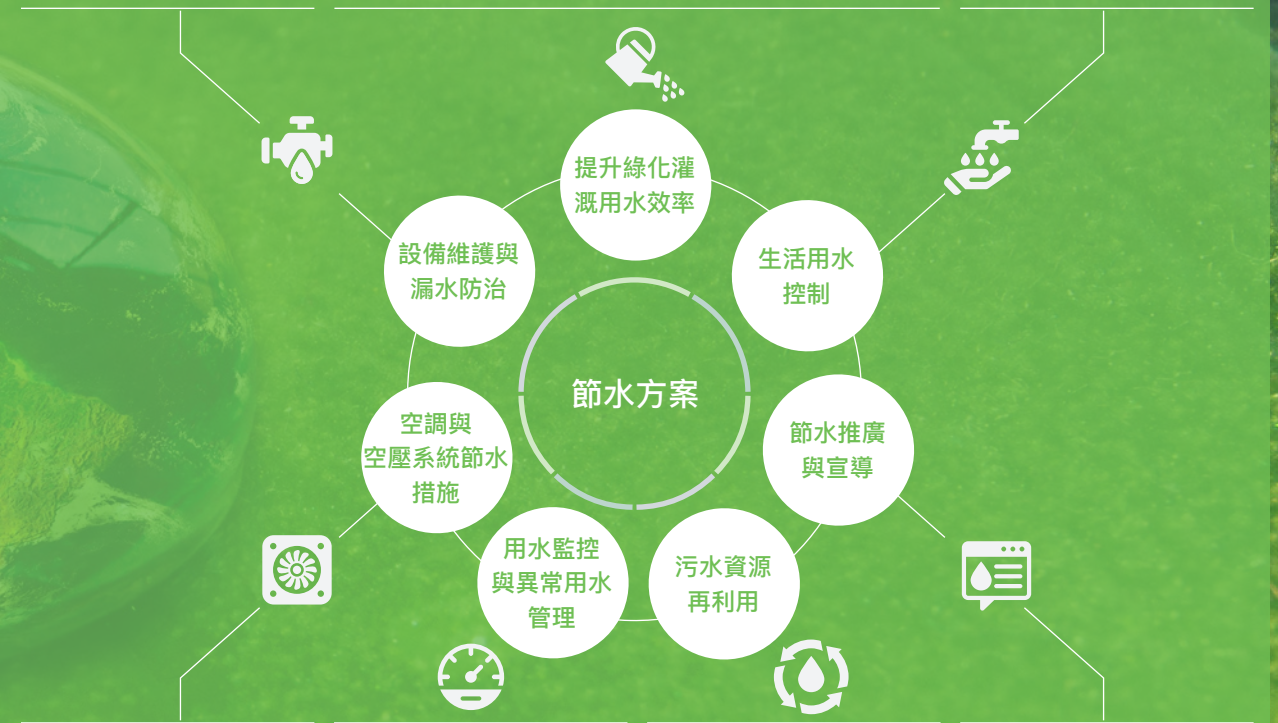 提升綠化灌
溉用水效率
設備維護與
漏水防治
生活用水
控制
節水方案
空調與
空壓系統節水
措施
節水推廣
與宣導
用水監控
與異常用水
管理
污水資源
再利用